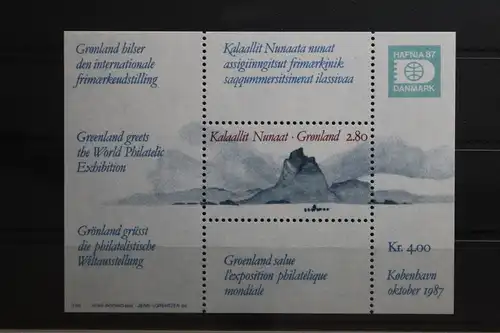 Grønland hilser
den internationale
frimærkeudstilling
Kalaallit Nunaata nunat
assigiinngitsut frimærkinik
saqqummersitsinerat ilassivaa
HAFNIA 87
DANMARK
Greenland greets
the World Philatelic
Exhibition
Kalaallit Nunaat · Grønland 2.80
Grönland grüsst
die philatelistische
Weltausstellung
Groenland salue
l'exposition philatélique
mondiale
Kr. 4.00
København
oktober 1987